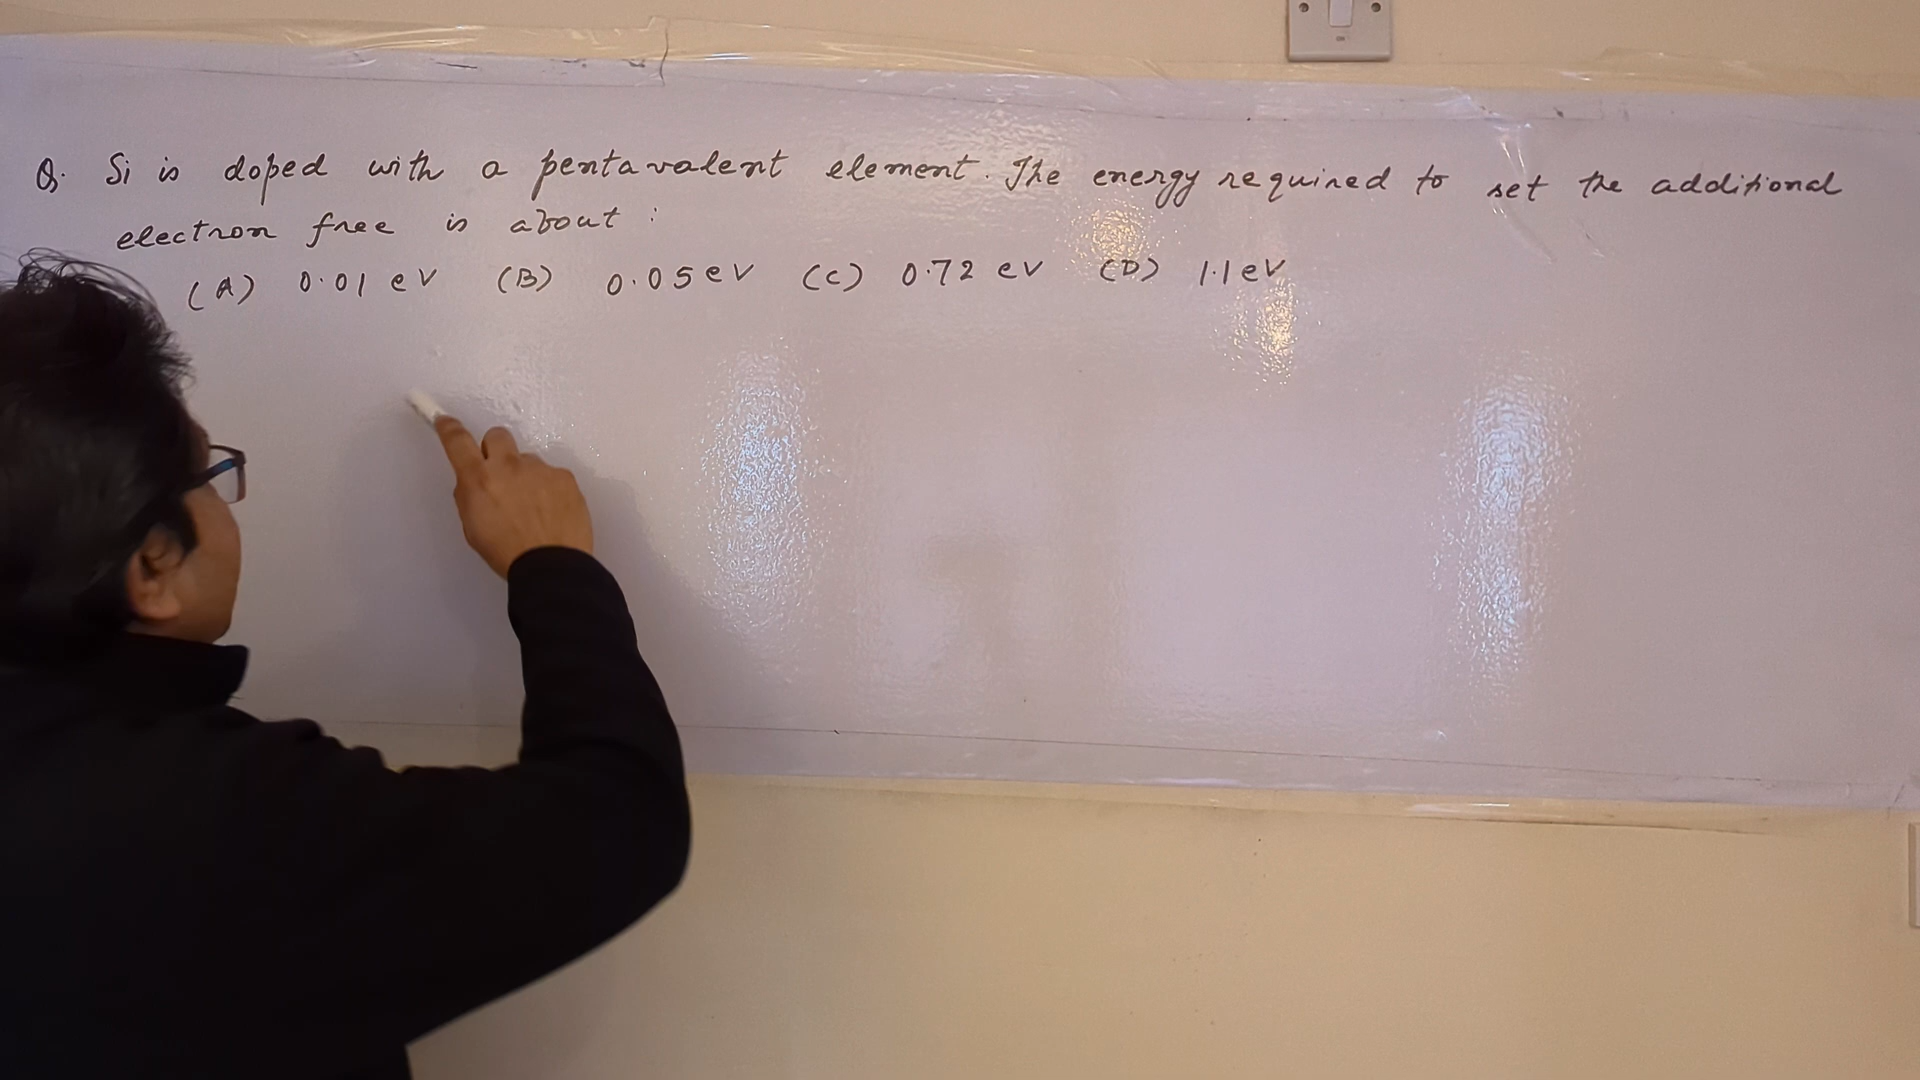 Q. Si is doped with a pentavalent element. The energy required to set the additional
electron free is about :
(A) 0.01 eV (B) 0.05 eV (C) 0.72 eV (D) 1.1 eV